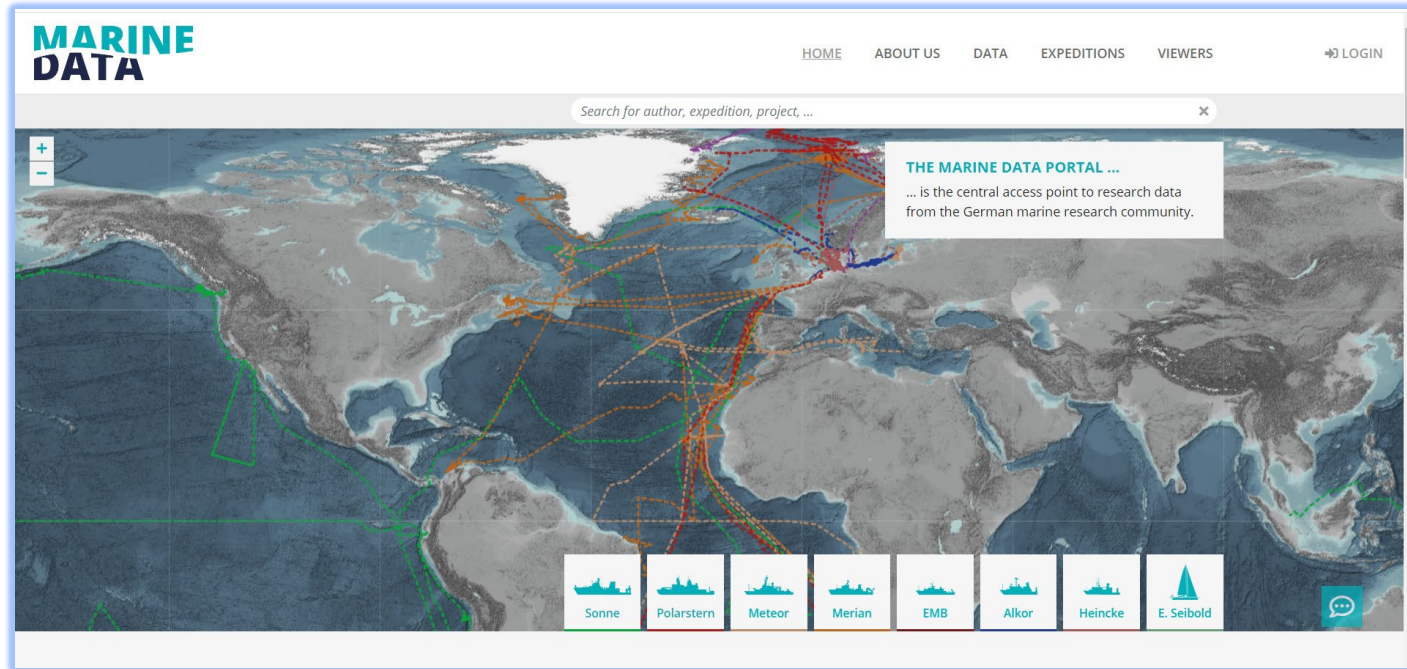 MARINE
DATA
HOME ABOUT US DATA EXPEDITIONS VIEWERS LOGIN
Search for author, expedition, project, ...
+
−
THE MARINE DATA PORTAL ...
... is the central access point to research data
from the German marine research community.
Sonne Polarstern Meteor Merian EMB Alkor Heincke E. Seibold